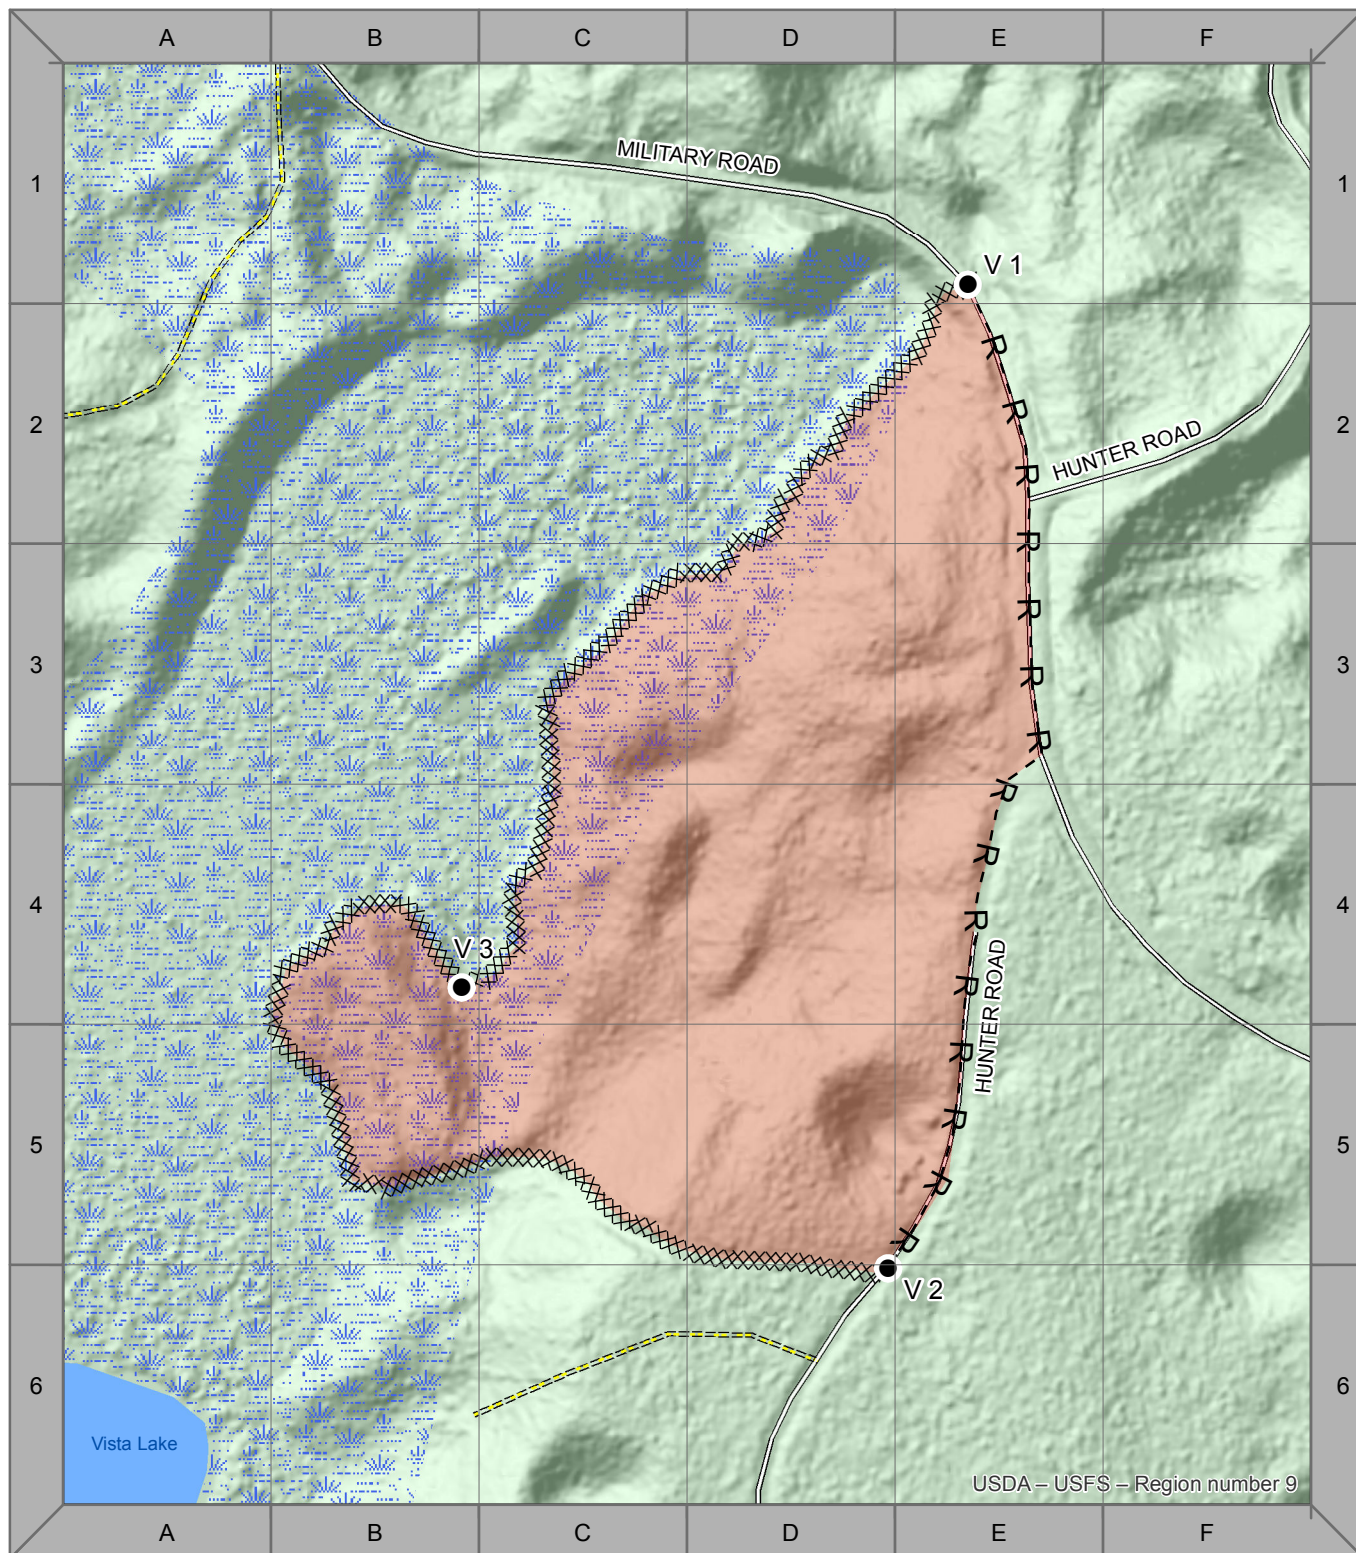 A B C D E F
MILITARY ROAD
1 1
V 1
2 2
HUNTER ROAD
R
R
R
R
R
3 3
R
R
R
R
4 4
R
V 3
R
HUNTER ROAD
R
R
5 5
R
R
V 2
6 6
Vista Lake
USDA – USFS – Region number 9
A B C D E F